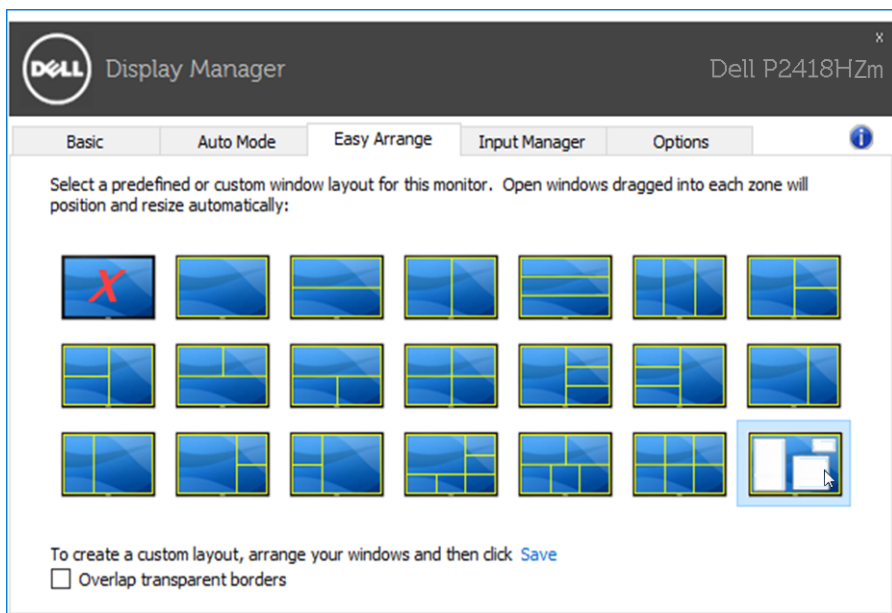 x
DELL Display Manager Dell P2418HZm
Basic Auto Mode Easy Arrange Input Manager Options i
Select a predefined or custom window layout for this monitor. Open windows dragged into each zone will
position and resize automatically:
X
To create a custom layout, arrange your windows and then click Save
Overlap transparent borders